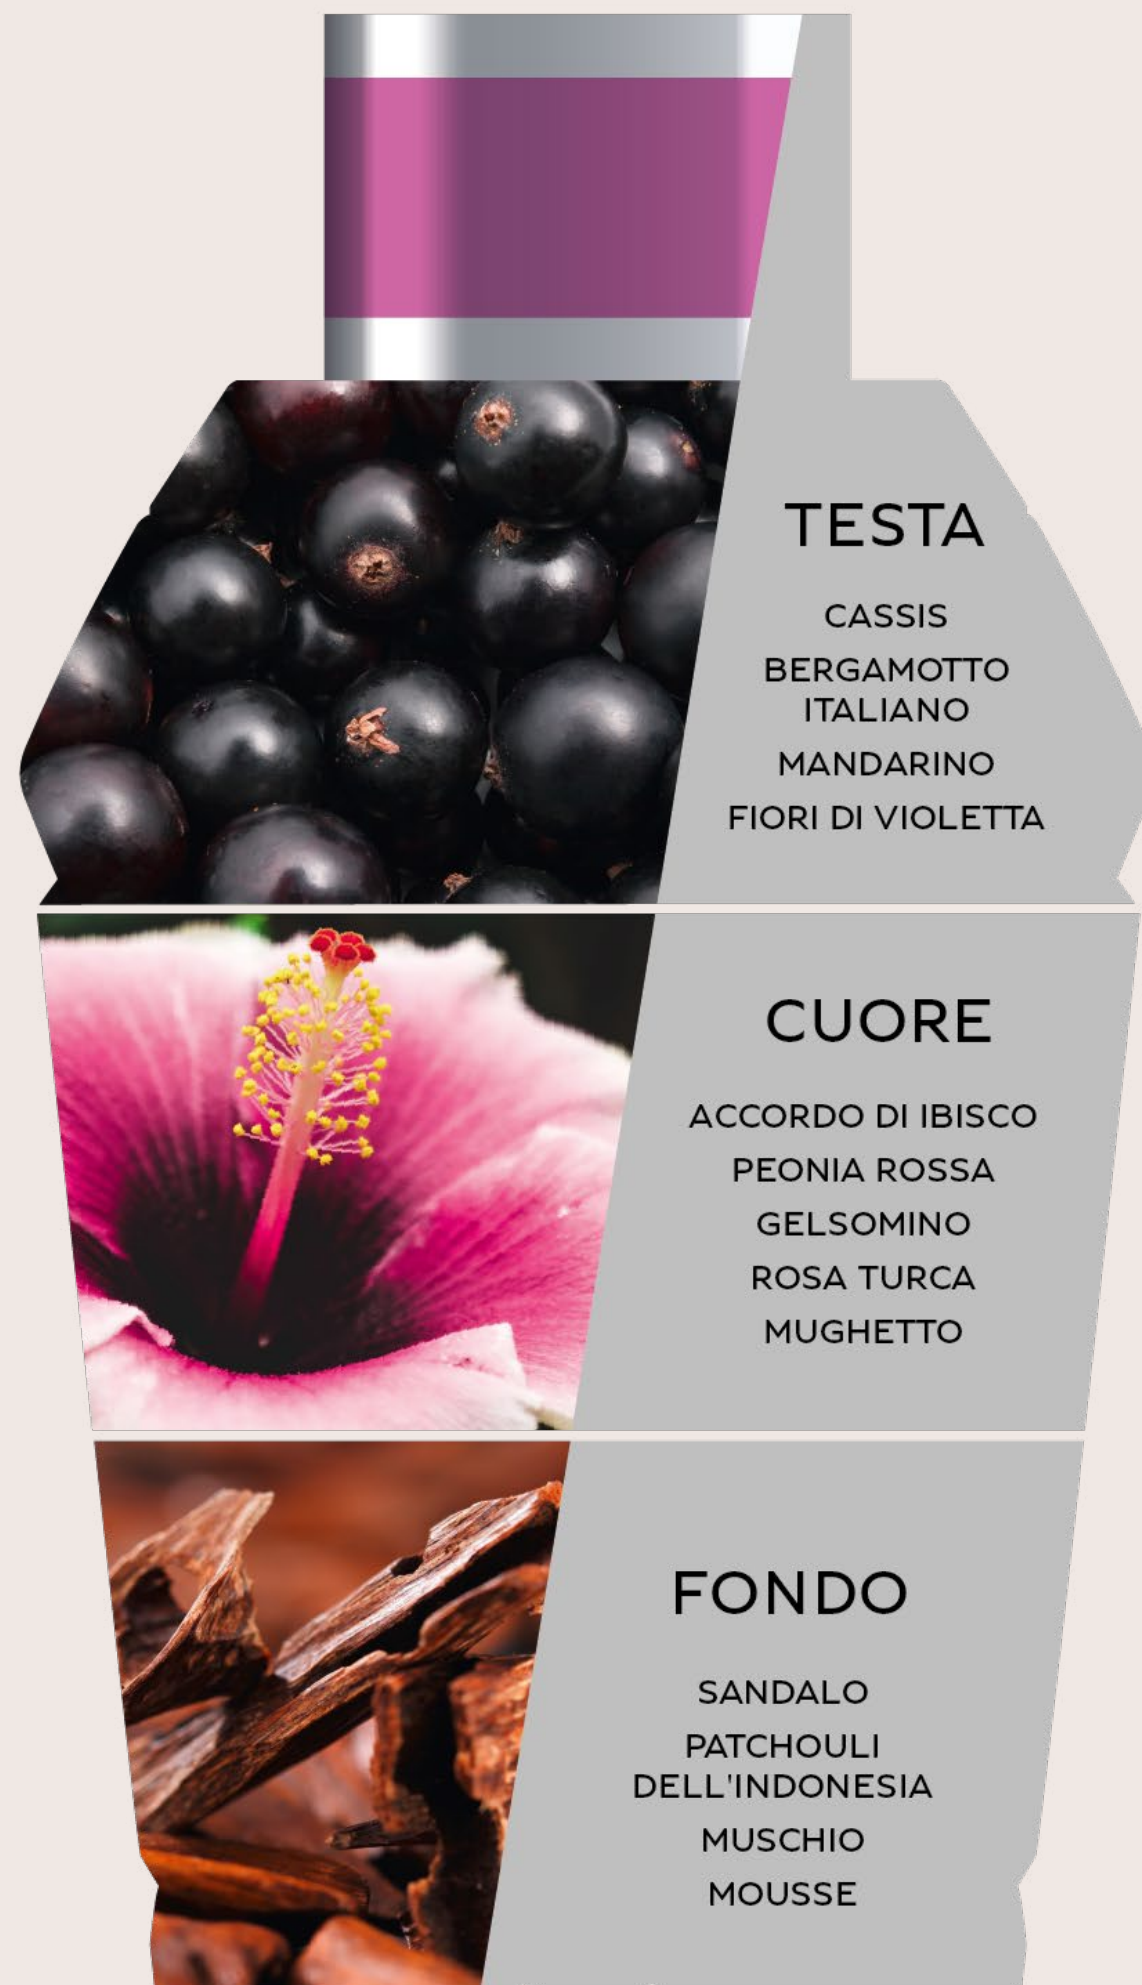 TESTA
CASSIS
BERGAMOTTO
ITALIANO
MANDARINO
FIORI DI VIOLETTA
CUORE
ACCORDO DI IBISCO
PEONIA ROSSA
GELSOMINO
ROSA TURCA
MUGHETTO
FONDO
SANDALO
PATCHOULI
DELL'INDONESIA
MUSCHIO
MOUSSE